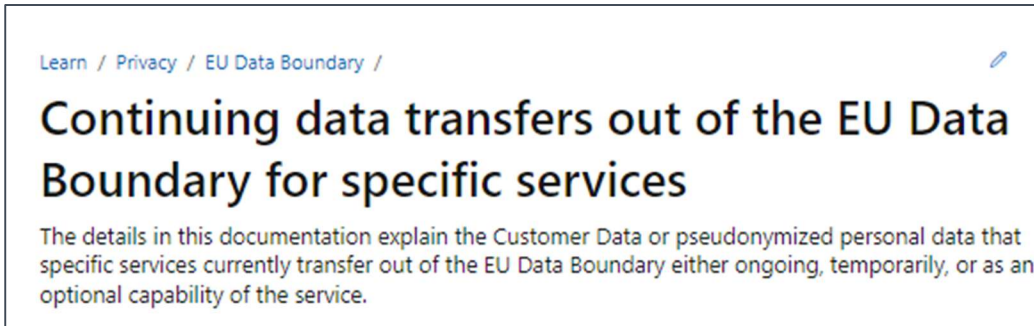 Learn / Privacy / EU Data Boundary /
Continuing data transfers out of the EU Data
Boundary for specific services
The details in this documentation explain the Customer Data or pseudonymized personal data that
specific services currently transfer out of the EU Data Boundary either ongoing, temporarily, or as an
optional capability of the service.